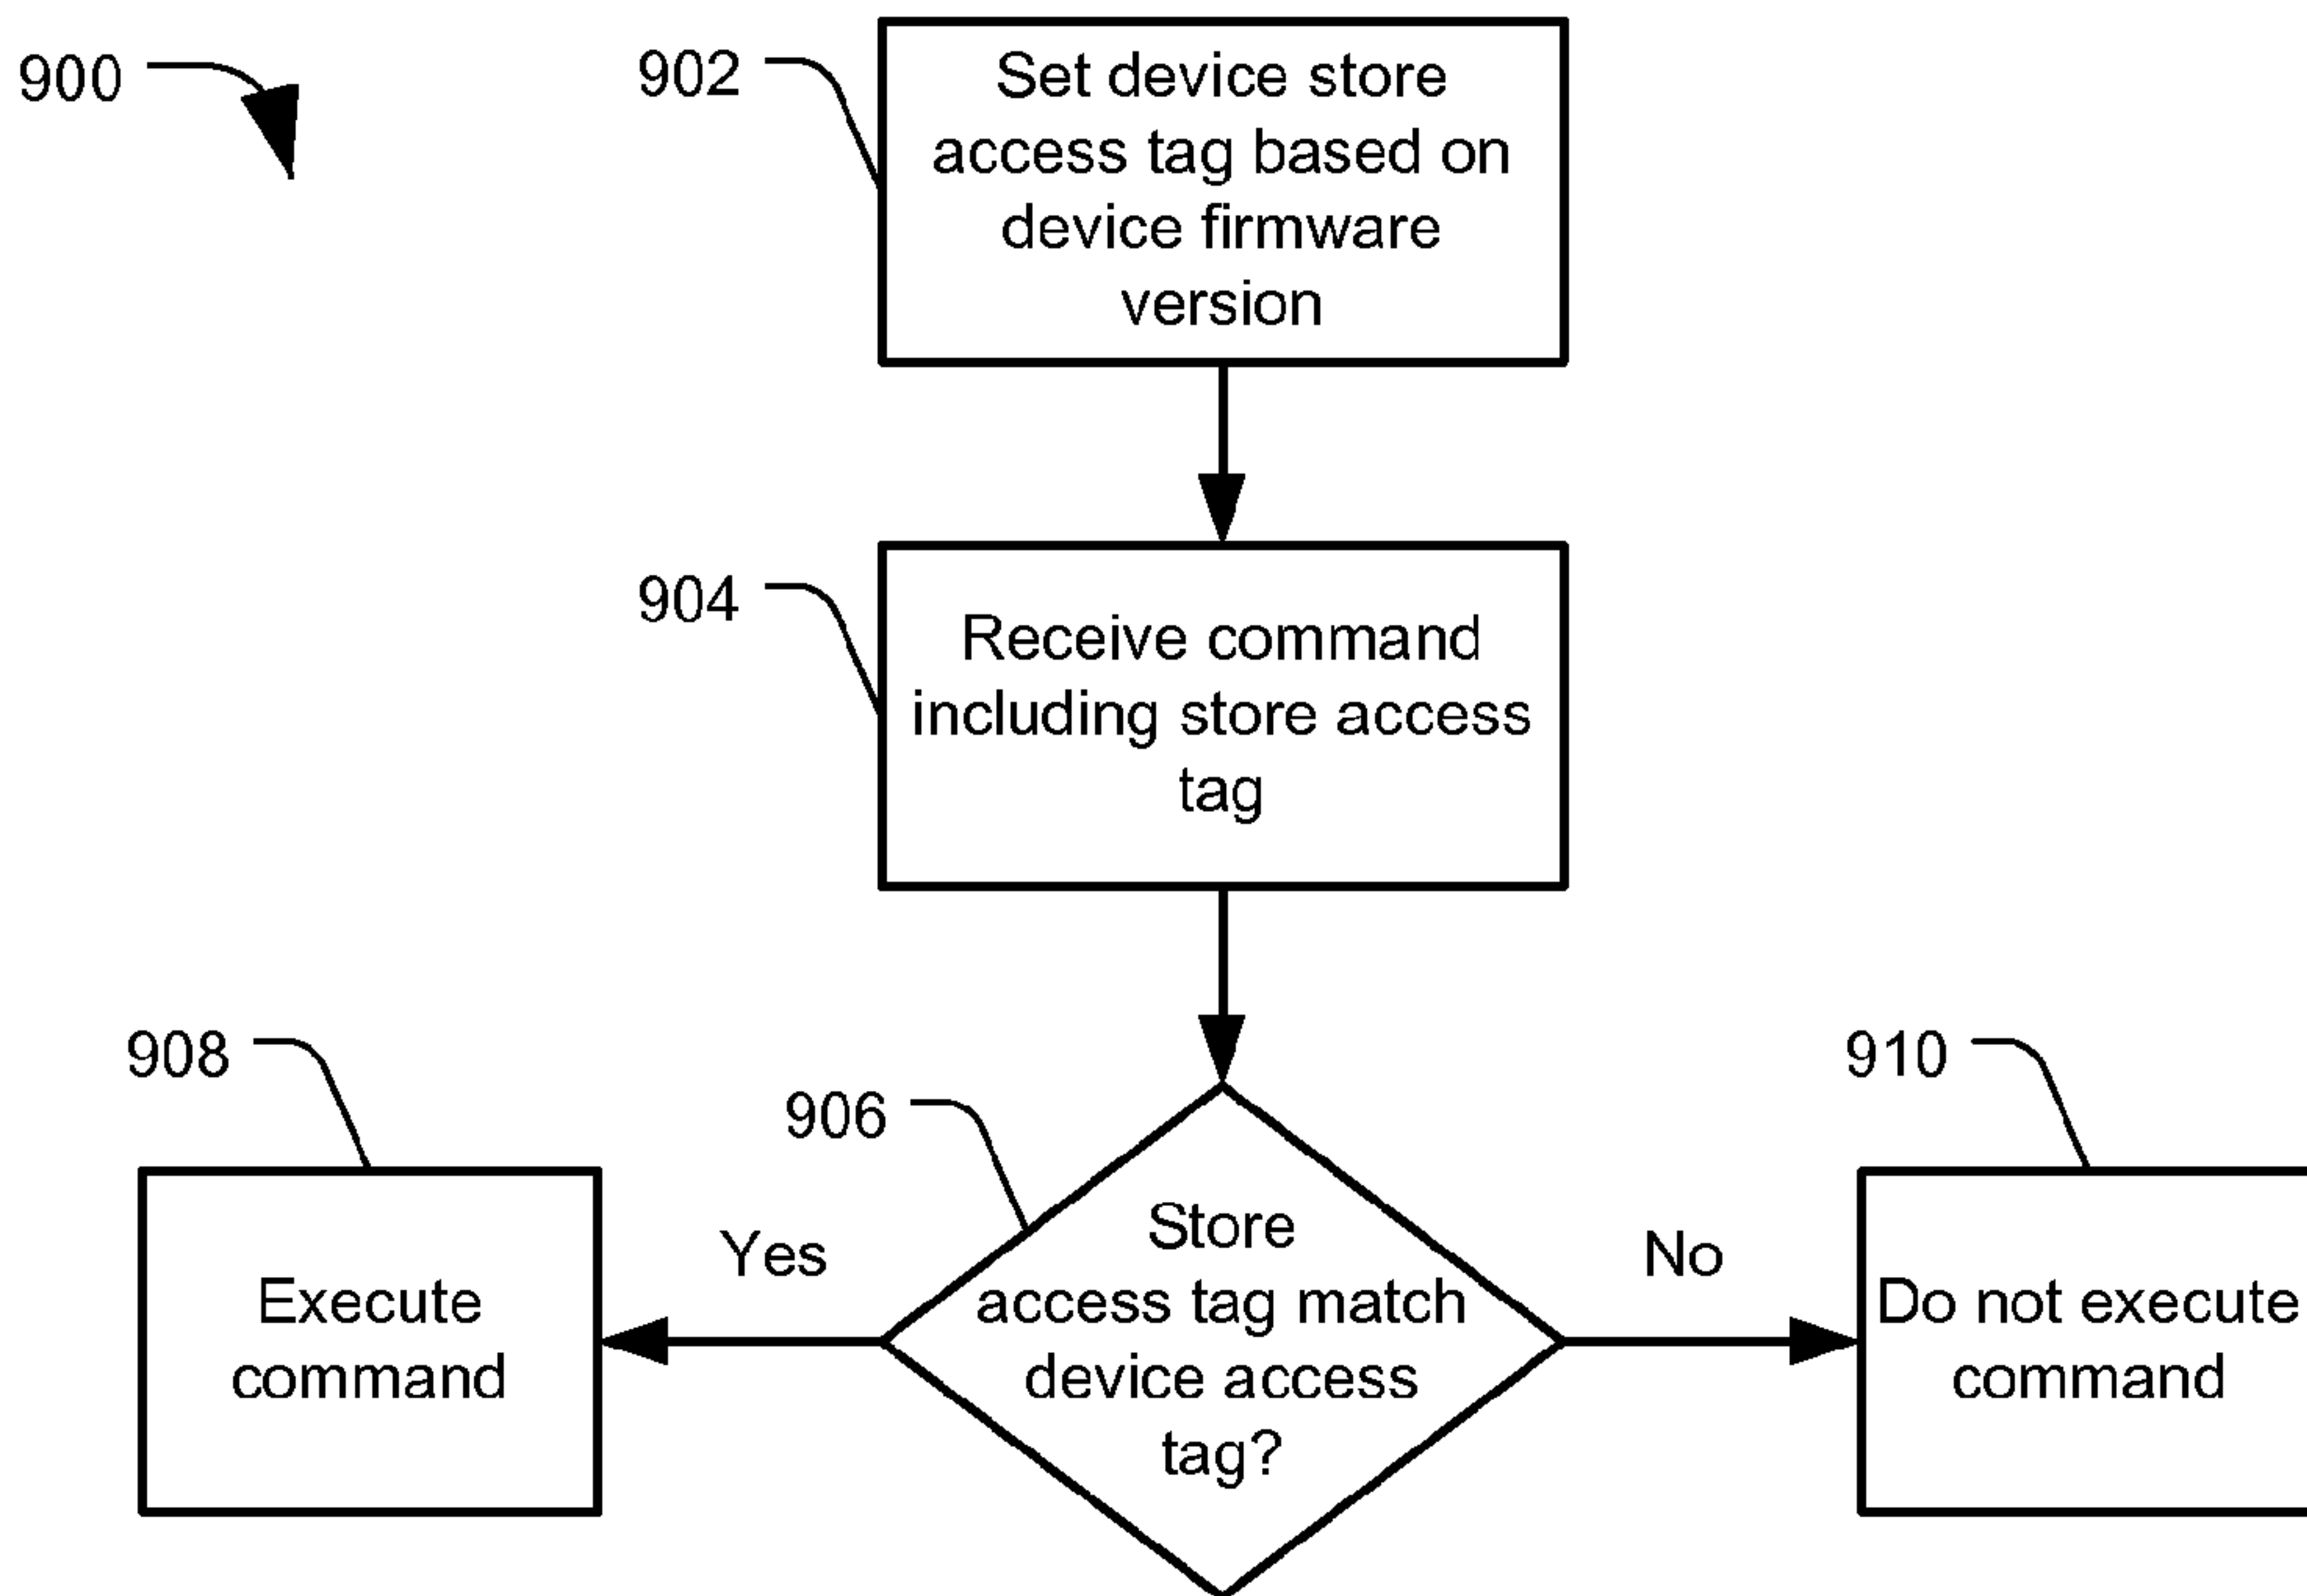 900
902
Set device store
access tag based on
device firmware
version
904
Receive command
including store access
tag
908
Execute
command
906
Yes
Store
access tag match
device access
tag?
No
910
Do not execute
command